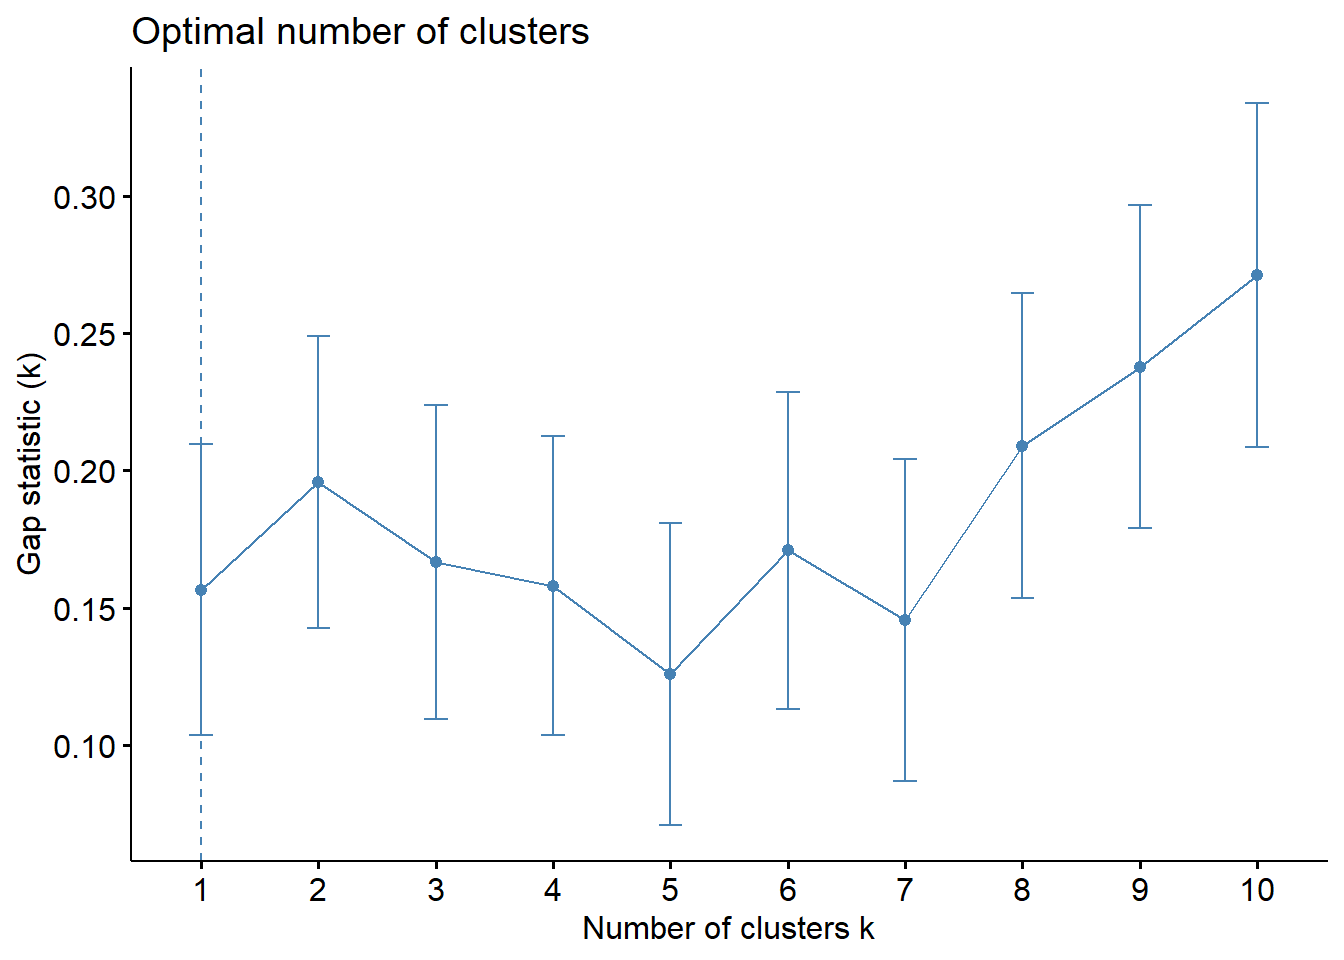 Optimal number of clusters
0.30
0.25
0.20
0.15
0.10
Gap statistic (k)
1 2 3 4 5 6 7 8 9 10
Number of clusters k